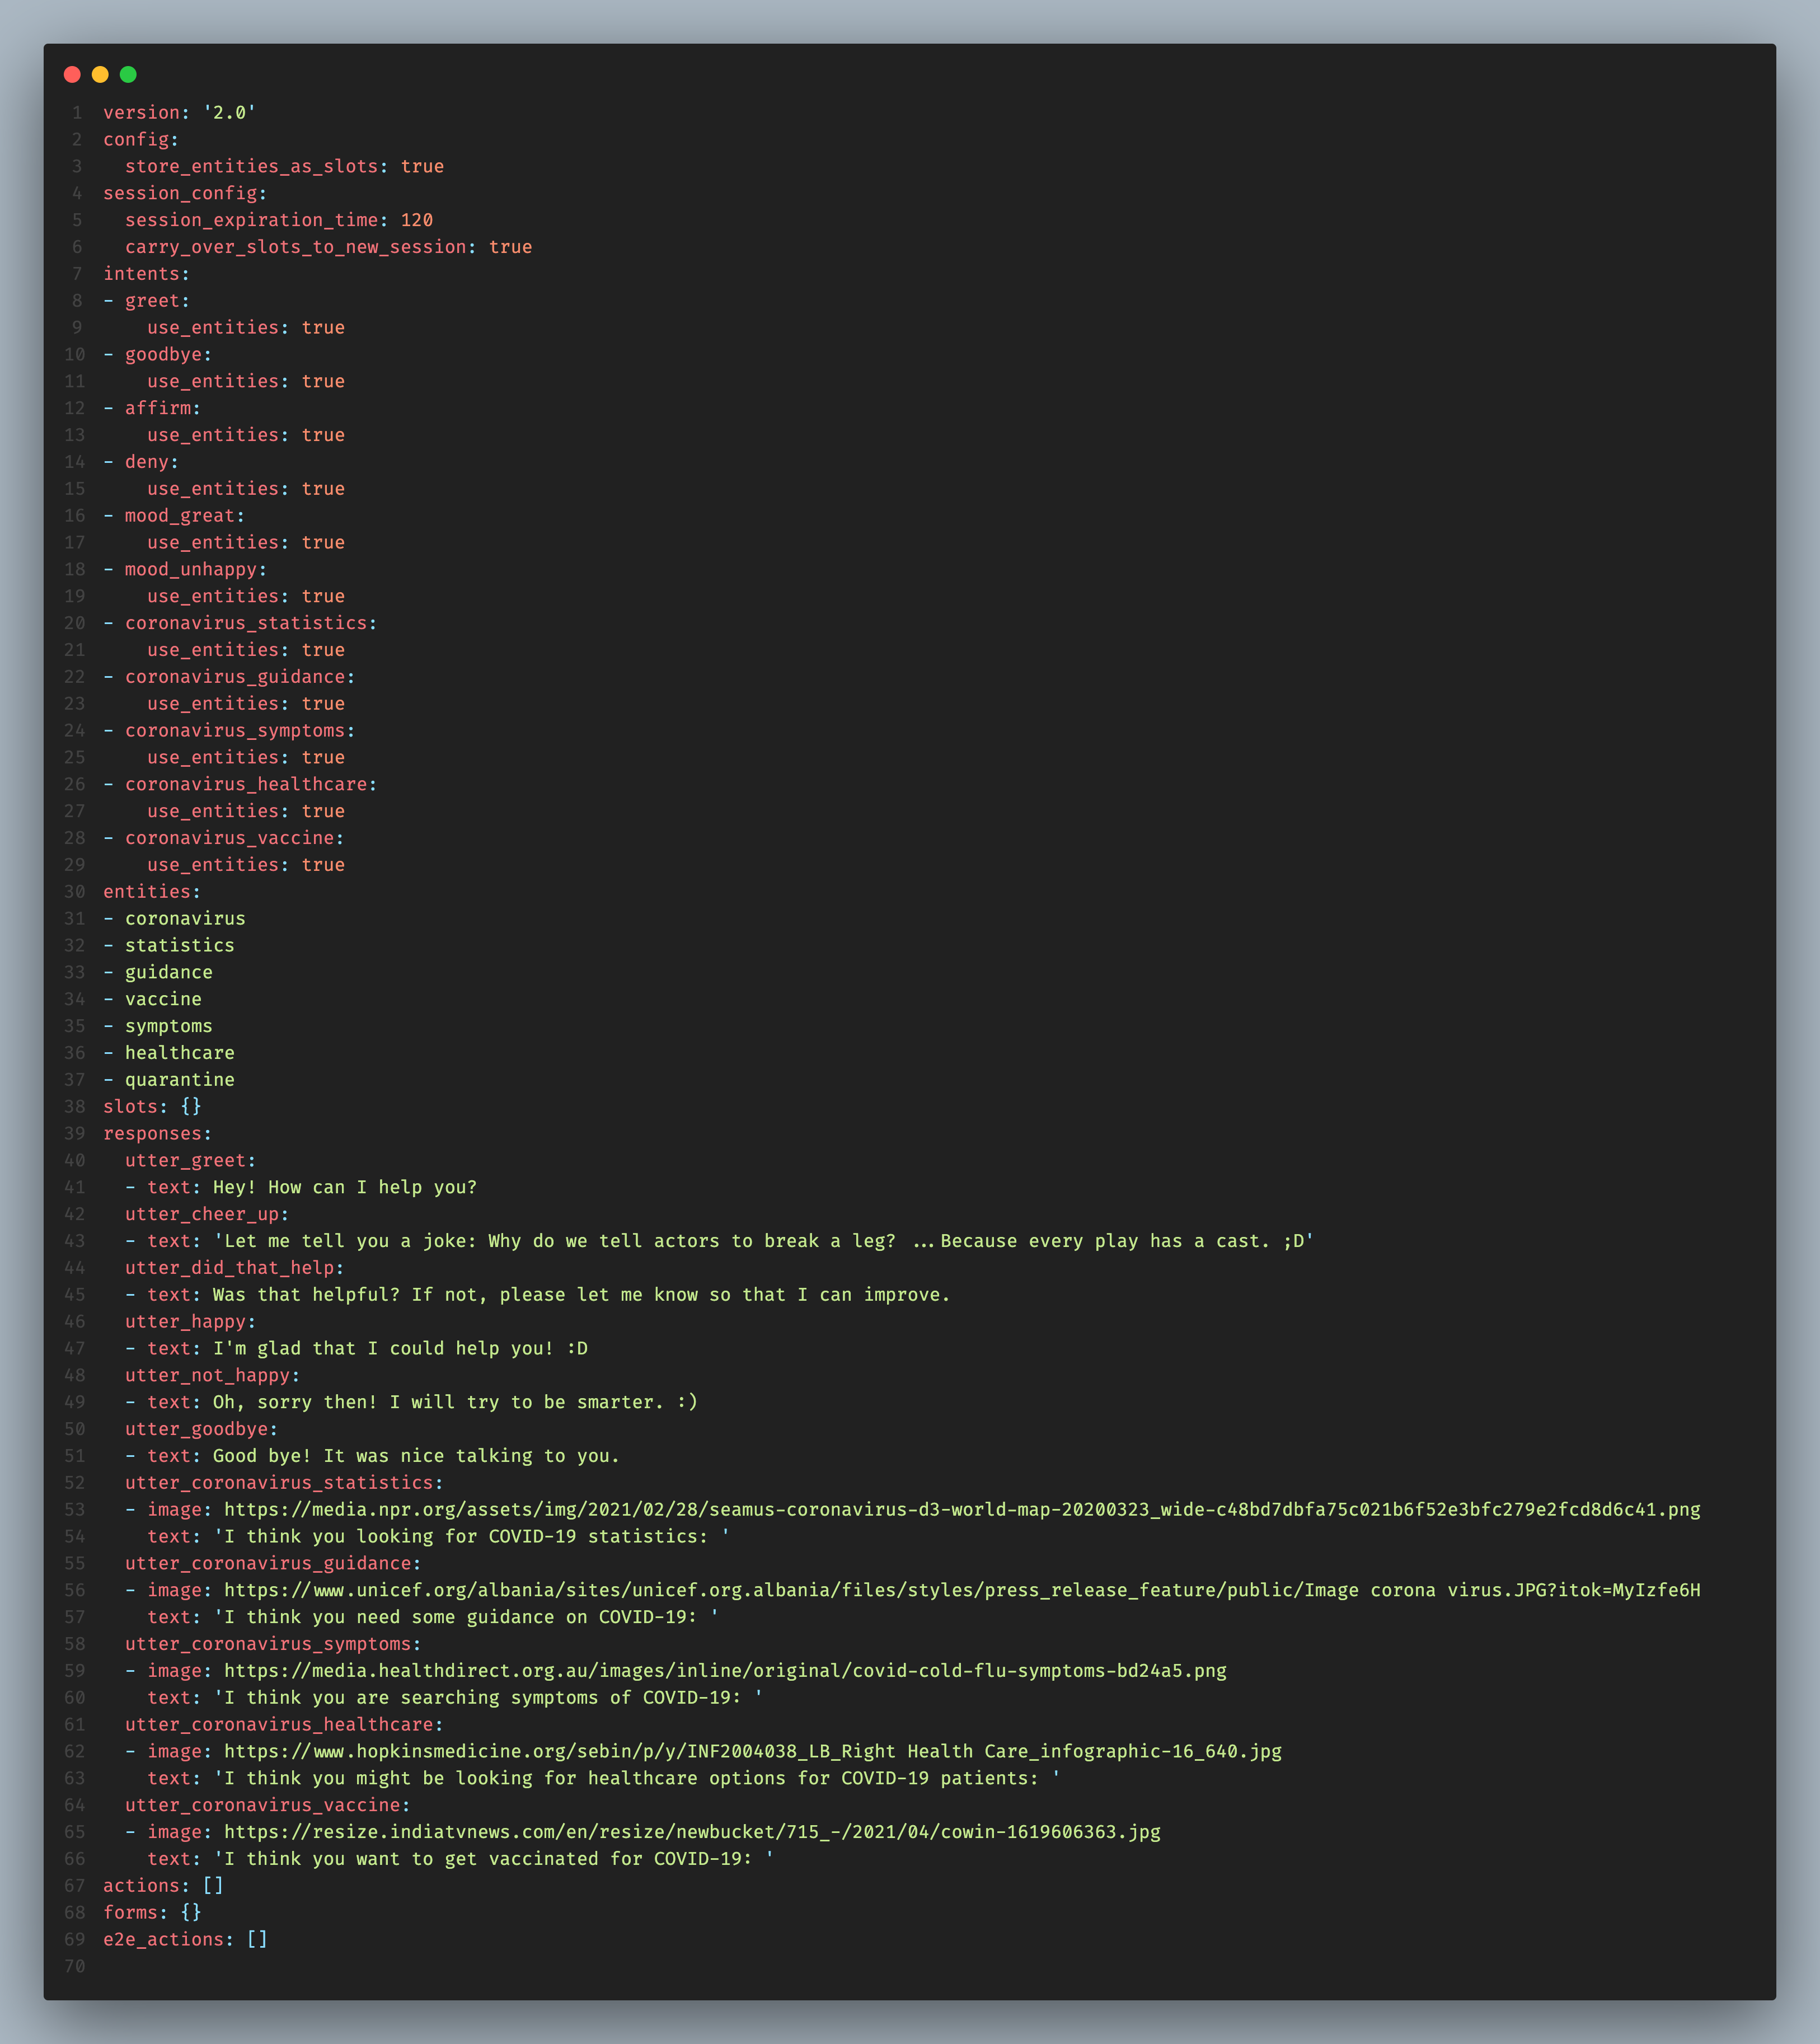 1 version: '2.0'
2 config:
3   store_entities_as_slots: true
4 session_config:
5   session_expiration_time: 120
6   carry_over_slots_to_new_session: true
7 intents:
8 - greet:
9     use_entities: true
10 - goodbye:
11     use_entities: true
12 - affirm:
13     use_entities: true
14 - deny:
15     use_entities: true
16 - mood_great:
17     use_entities: true
18 - mood_unhappy:
19     use_entities: true
20 - coronavirus_statistics:
21     use_entities: true
22 - coronavirus_guidance:
23     use_entities: true
24 - coronavirus_symptoms:
25     use_entities: true
26 - coronavirus_healthcare:
27     use_entities: true
28 - coronavirus_vaccine:
29     use_entities: true
30 entities:
31 - coronavirus
32 - statistics
33 - guidance
34 - vaccine
35 - symptoms
36 - healthcare
37 - quarantine
38 slots: {}
39 responses:
40   utter_greet:
41   - text: Hey! How can I help you?
42   utter_cheer_up:
43   - text: 'Let me tell you a joke: Why do we tell actors to break a leg? ...Because every play has a cast. ;D'
44   utter_did_that_help:
45   - text: Was that helpful? If not, please let me know so that I can improve.
46   utter_happy:
47   - text: I'm glad that I could help you! :D
48   utter_not_happy:
49   - text: Oh, sorry then! I will try to be smarter. :)
50   utter_goodbye:
51   - text: Good bye! It was nice talking to you.
52   utter_coronavirus_statistics:
53   - image: https://media.npr.org/assets/img/2021/02/28/seamus-coronavirus-d3-world-map-20200323_wide-c48bd7dbfa75c021b6f52e3bfc279e2fcd8d6c41.png
54     text: 'I think you looking for COVID-19 statistics: '
55   utter_coronavirus_guidance:
56   - image: https://www.unicef.org/albania/sites/unicef.org.albania/files/styles/press_release_feature/public/Image corona virus.JPG?itok=MyIzfe6H
57     text: 'I think you need some guidance on COVID-19: '
58   utter_coronavirus_symptoms:
59   - image: https://media.healthdirect.org.au/images/inline/original/covid-cold-flu-symptoms-bd24a5.png
60     text: 'I think you are searching symptoms of COVID-19: '
61   utter_coronavirus_healthcare:
62   - image: https://www.hopkinsmedicine.org/sebin/p/y/INF2004038_LB_Right Health Care_infographic-16_640.jpg
63     text: 'I think you might be looking for healthcare options for COVID-19 patients: '
64   utter_coronavirus_vaccine:
65   - image: https://resize.indiatvnews.com/en/resize/newbucket/715_-/2021/04/cowin-1619606363.jpg
66     text: 'I think you want to get vaccinated for COVID-19: '
67 actions: []
68 forms: {}
69 e2e_actions: []
70